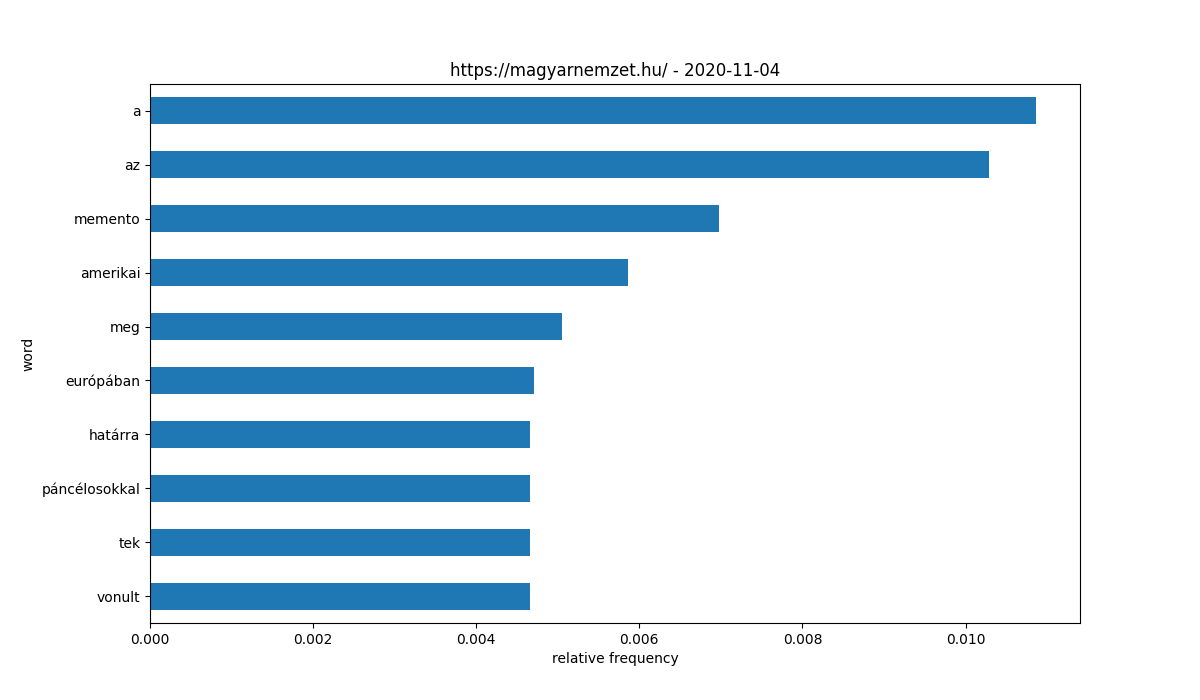 https://magyarnemzet.hu/ - 2020-11-04
a
az
memento
amerikai
meg
európában
határra
páncélosokkal
tek
vonult
word
0.000 0.002 0.004 0.006 0.008 0.010
relative frequency